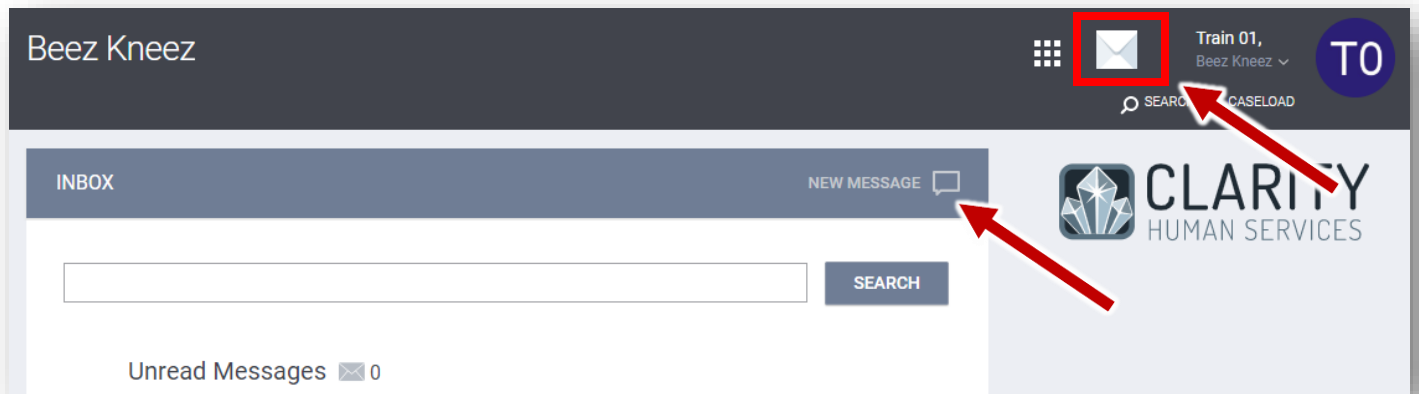 Beez Kneez
Train 01,
Beez Kneez
T0
CASELOAD
INBOX
NEW MESSAGE
CLARITY
HUMAN SERVICES
SEARCH
Unread Messages 0